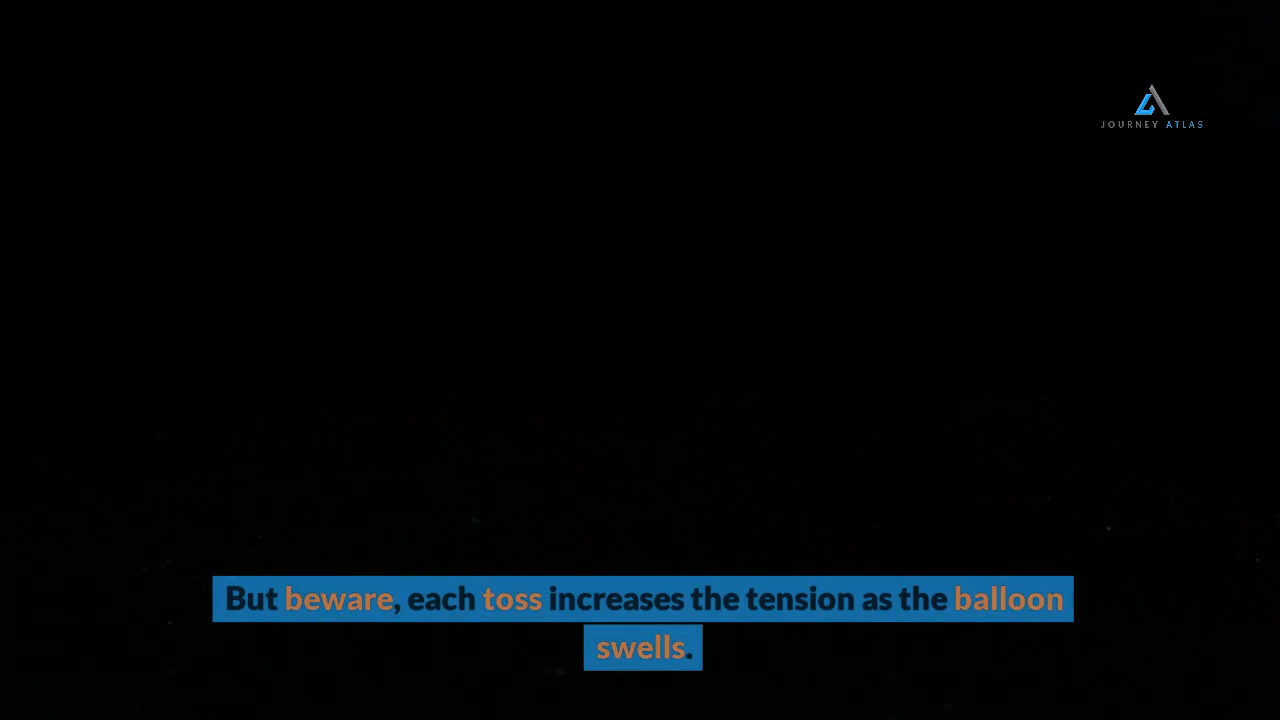 JOURNEY ATLAS
But beware, each toss increases the tension as the balloon
swells.